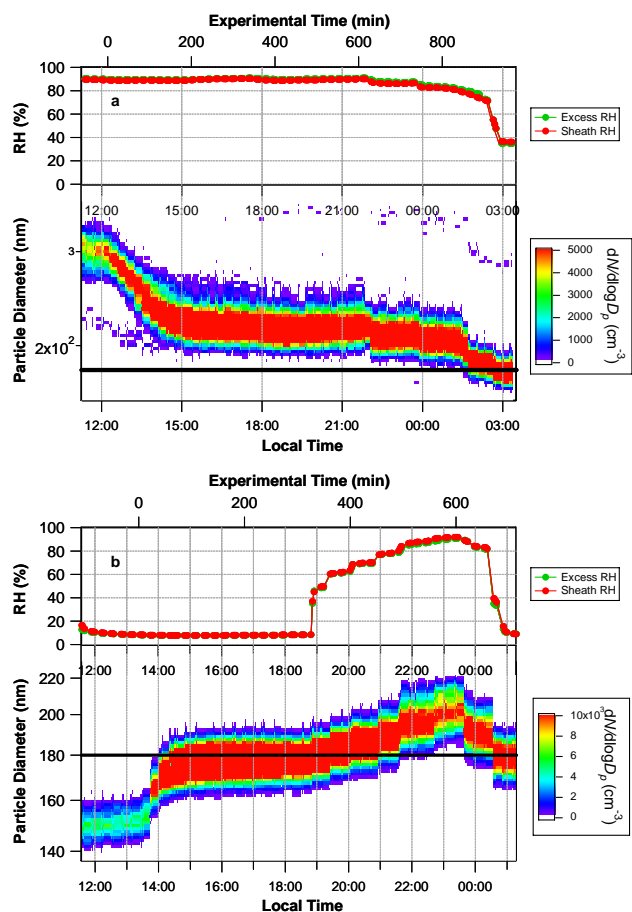 Experimental Time (min)
0 200 400 600 800
100
80
60
40
20
0
RH (%)
a
Excess RH
Sheath RH
12:00 15:00 18:00 21:00 00:00 03:00
Particle Diameter (nm)
3
2x10²
5000
4000
3000
2000
1000
0
dN/dlogDp (cm⁻³)
12:00 15:00 18:00 21:00 00:00 03:00
Local Time
Experimental Time (min)
0 200 400 600
100
80
60
40
20
0
RH (%)
b
Excess RH
Sheath RH
12:00 14:00 16:00 18:00 20:00 22:00 00:00
Particle Diameter (nm)
220
200
180
160
140
10x10³
8
6
4
2
0
dN/dlogDp (cm⁻³)
12:00 14:00 16:00 18:00 20:00 22:00 00:00
Local Time